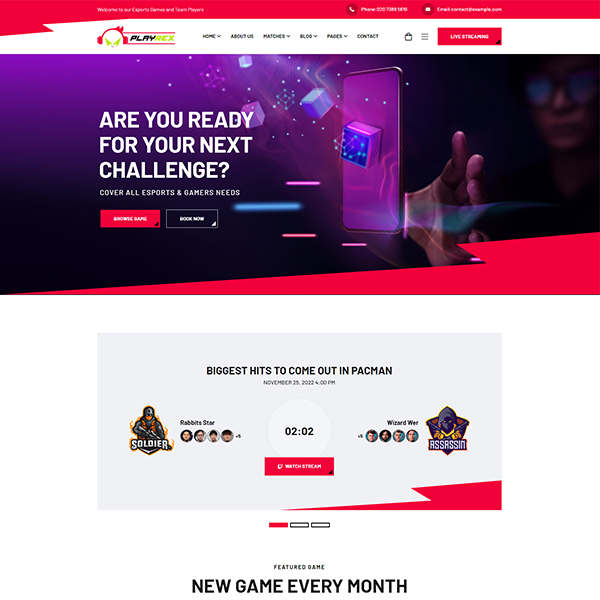 Welcome to our Esports Games and Team Players
Phone: 020 7388 5619
Email: contact@example.com
PLAYREX
HOME
ABOUT US
MATCHES
BLOG
PAGES
CONTACT
LIVE STREAMING
ARE YOU READY
FOR YOUR NEXT
CHALLENGE?
COVER ALL ESPORTS & GAMERS NEEDS
BROWSE GAME
BOOK NOW
BIGGEST HITS TO COME OUT IN PACMAN
NOVEMBER 25, 2022 4:00 PM
Rabbits Star
+5
SOLDIER
02:02
Wizard Wer
+5
ASSASSIN
WATCH STREAM
FEATURED GAME
NEW GAME EVERY MONTH